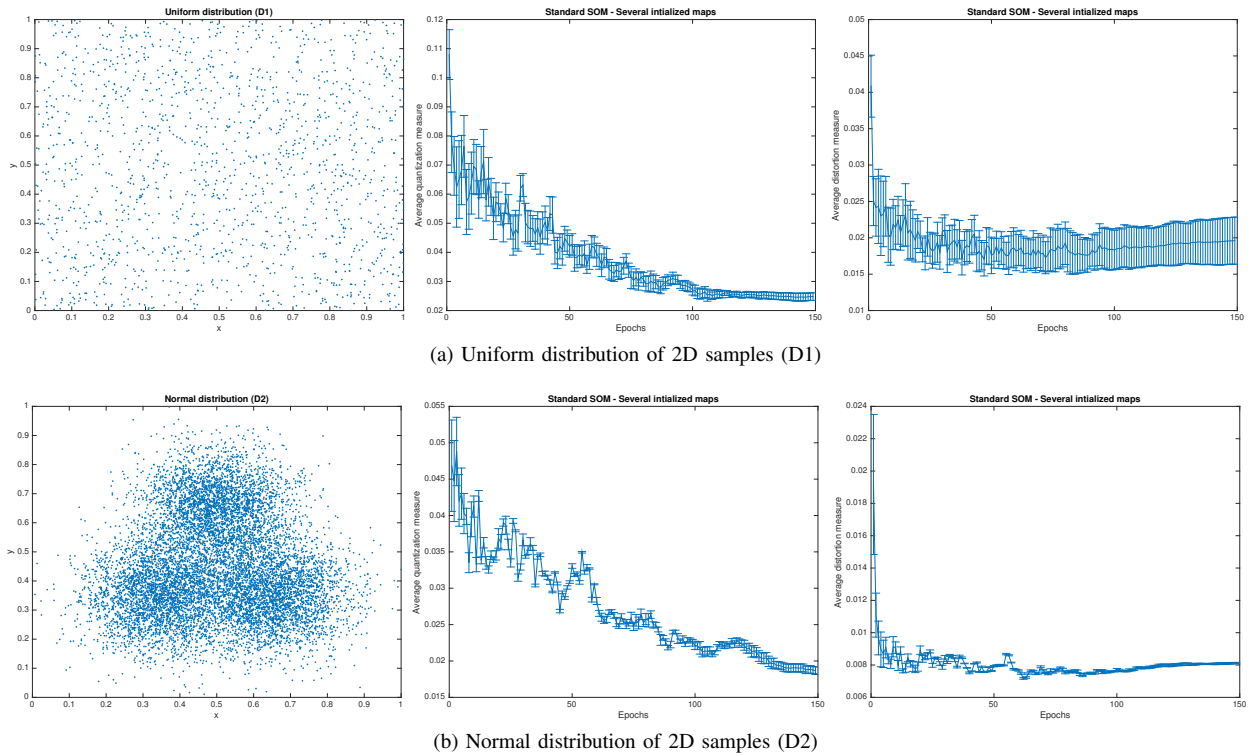 Uniform distribution (D1)
1
0.9
0.8
0.7
0.6
0.5
0.4
0.3
0.2
0.1
0
y
0 0.1 0.2 0.3 0.4 0.5 0.6 0.7 0.8 0.9 1
x
Standard SOM - Several intialized maps
0.12
0.11
0.1
0.09
0.08
0.07
0.06
0.05
0.04
0.03
0.02
Average quantization measure
0 50 100 150
Epochs
Standard SOM - Several intialized maps
0.05
0.045
0.04
0.035
0.03
0.025
0.02
0.015
0.01
Average distortion measure
0 50 100 150
Epochs
(a) Uniform distribution of 2D samples (D1)
Normal distribution (D2)
1
0.9
0.8
0.7
0.6
0.5
0.4
0.3
0.2
0.1
0
y
0 0.1 0.2 0.3 0.4 0.5 0.6 0.7 0.8 0.9 1
x
Standard SOM - Several intialized maps
0.055
0.05
0.045
0.04
0.035
0.03
0.025
0.02
0.015
Average quantization measure
0 50 100 150
Epochs
Standard SOM - Several intialized maps
0.024
0.022
0.02
0.018
0.016
0.014
0.012
0.01
0.008
0.006
Average distortion measure
0 50 100 150
Epochs
(b) Normal distribution of 2D samples (D2)